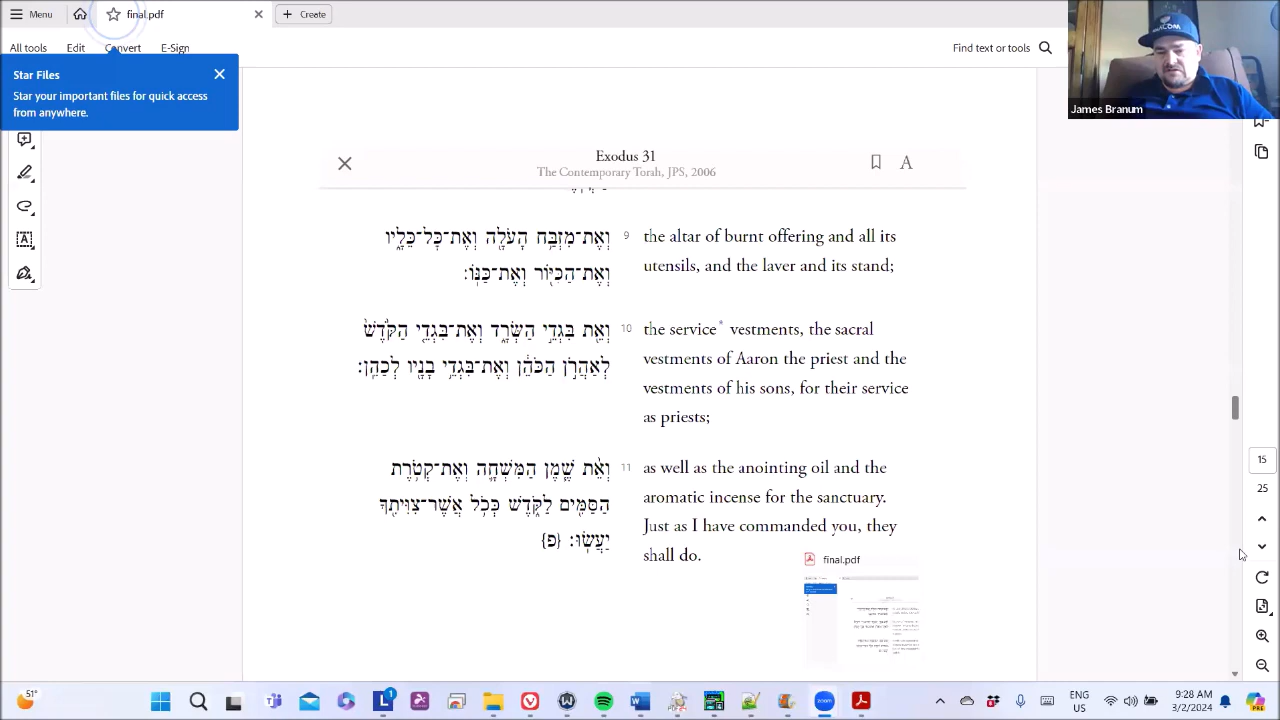 Menu
final.pdf
Create
All tools
Edit
Convert
E-Sign
Find text or tools
Star Files
Star your important files for quick access
from anywhere.
James Branum
Exodus 31
The Contemporary Torah, JPS, 2006
A
וְאֶת־מִזְבַּ֥ח הָעֹלָ֖ה וְאֶת־כׇּל־כֵּלָ֑יו
וְאֶת־הַכִּיּ֖וֹר וְאֶת־כַּנּֽוֹ׃
9
the altar of burnt offering and all its
utensils, and the laver and its stand;
וְאֵ֖ת בִּגְדֵ֣י הַשְּׂרָ֑ד וְאֶת־בִּגְדֵ֤י הַקֹּ֙דֶשׁ֙
לְאַהֲרֹ֣ן הַכֹּהֵ֔ן וְאֶת־בִּגְדֵ֥י בָנָ֖יו לְכַהֵֽן׃
10
the service* vestments, the sacral
vestments of Aaron the priest and the
vestments of his sons, for their service
as priests;
וְאֵ֨ת שֶׁ֧מֶן הַמִּשְׁחָ֛ה וְאֶת־קְטֹ֥רֶת
הַסַּמִּ֖ים לַקֹּ֑דֶשׁ כְּכֹ֥ל אֲשֶׁר־צִוִּיתִ֖ךָ
יַעֲשֽׂוּ׃ {פ}
11
as well as the anointing oil and the
aromatic incense for the sanctuary.
Just as I have commanded you, they
shall do.
final.pdf
15
25
51°
ENG
US
9:28 AM
3/2/2024